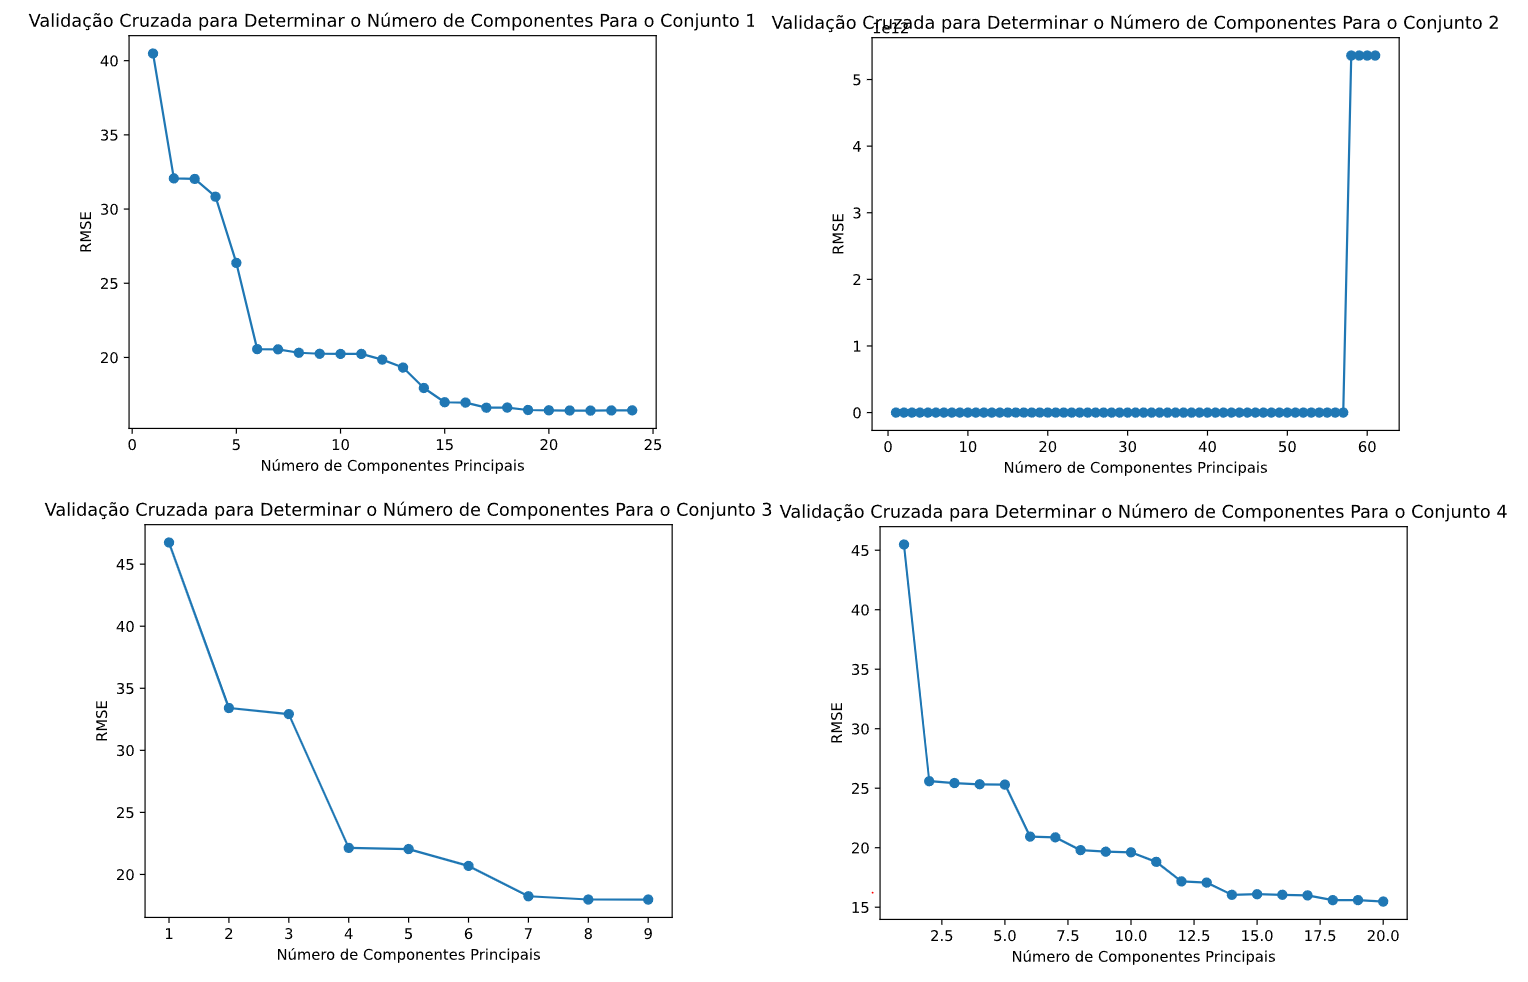 Validação Cruzada para Determinar o Número de Componentes Para o Conjunto 1
40
35
30
25
20
RMSE
0 5 10 15 20 25
Número de Componentes Principais
Validação Cruzada para Determinar o Número de Componentes Para o Conjunto 2
1e12
5
4
3
2
1
0
RMSE
0 10 20 30 40 50 60
Número de Componentes Principais
Validação Cruzada para Determinar o Número de Componentes Para o Conjunto 3
45
40
35
30
25
20
RMSE
1 2 3 4 5 6 7 8 9
Número de Componentes Principais
Validação Cruzada para Determinar o Número de Componentes Para o Conjunto 4
45
40
35
30
25
20
15
RMSE
2.5 5.0 7.5 10.0 12.5 15.0 17.5 20.0
Número de Componentes Principais